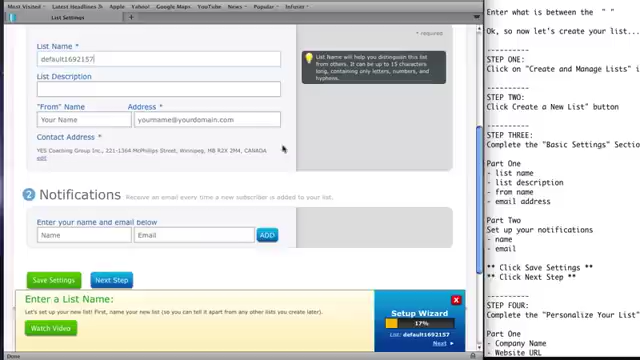 Most Visited
Latest Headlines
Apple
Yahoo!
Google Maps
YouTube
News
Popular
Infuser
List Settings
List Name *
* required
default1692157
List Name will help you distinguish this list
from others. It can be up to 15 characters
long, containing only letters, numbers, and
hyphens.
List Description
"From" Name
Address *
Your Name
yourname@yourdomain.com
Contact Address *
YES Coaching Group Inc., 221-1364 McPhillips Street, Winnipeg, MB R2X 2M4, CANADA
edit
2 Notifications
Receive an email every time a new subscriber is added to your list.
Enter your name and email below
Name
Email
ADD
Save Settings
Next Step
Enter a List Name:
Let's set up your new list! First, name your new list (so you can tell it apart from any other lists you create later).
Watch Video
X
Setup Wizard
17%
List: default1692157
Next
Done
Enter what is between the " "
Ok, so now let's create your list...
----------
STEP ONE:
Click on "Create and Manage Lists" i
----------
STEP TWO:
Click Create a New List" button
----------
STEP THREE:
Complete the "Basic Settings" Section
Part One
- list name
- list description
- from name
- email address
Part Two
Set up your notifications
- name
- email
** Click Save Settings **
** Click Next Step **
----------
STEP FOUR:
Complete the "Personalize Your List"
Part One
- Company Name
- Website URL